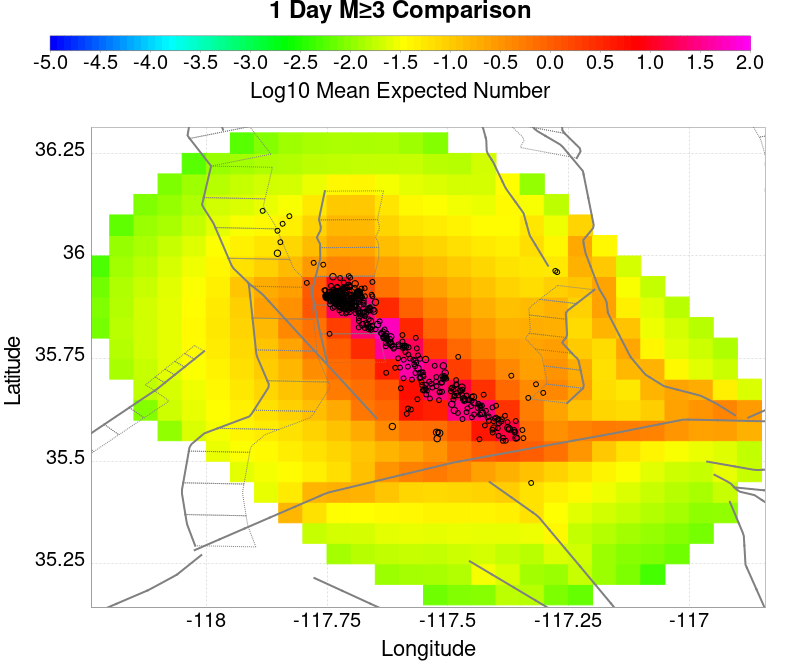 1 Day M≥3 Comparison
-5.0 -4.5 -4.0 -3.5 -3.0 -2.5 -2.0 -1.5 -1.0 -0.5 0.0 0.5 1.0 1.5 2.0
Log10 Mean Expected Number
36.25
36
35.75
35.5
35.25
Latitude
-118 -117.75 -117.5 -117.25 -117
Longitude